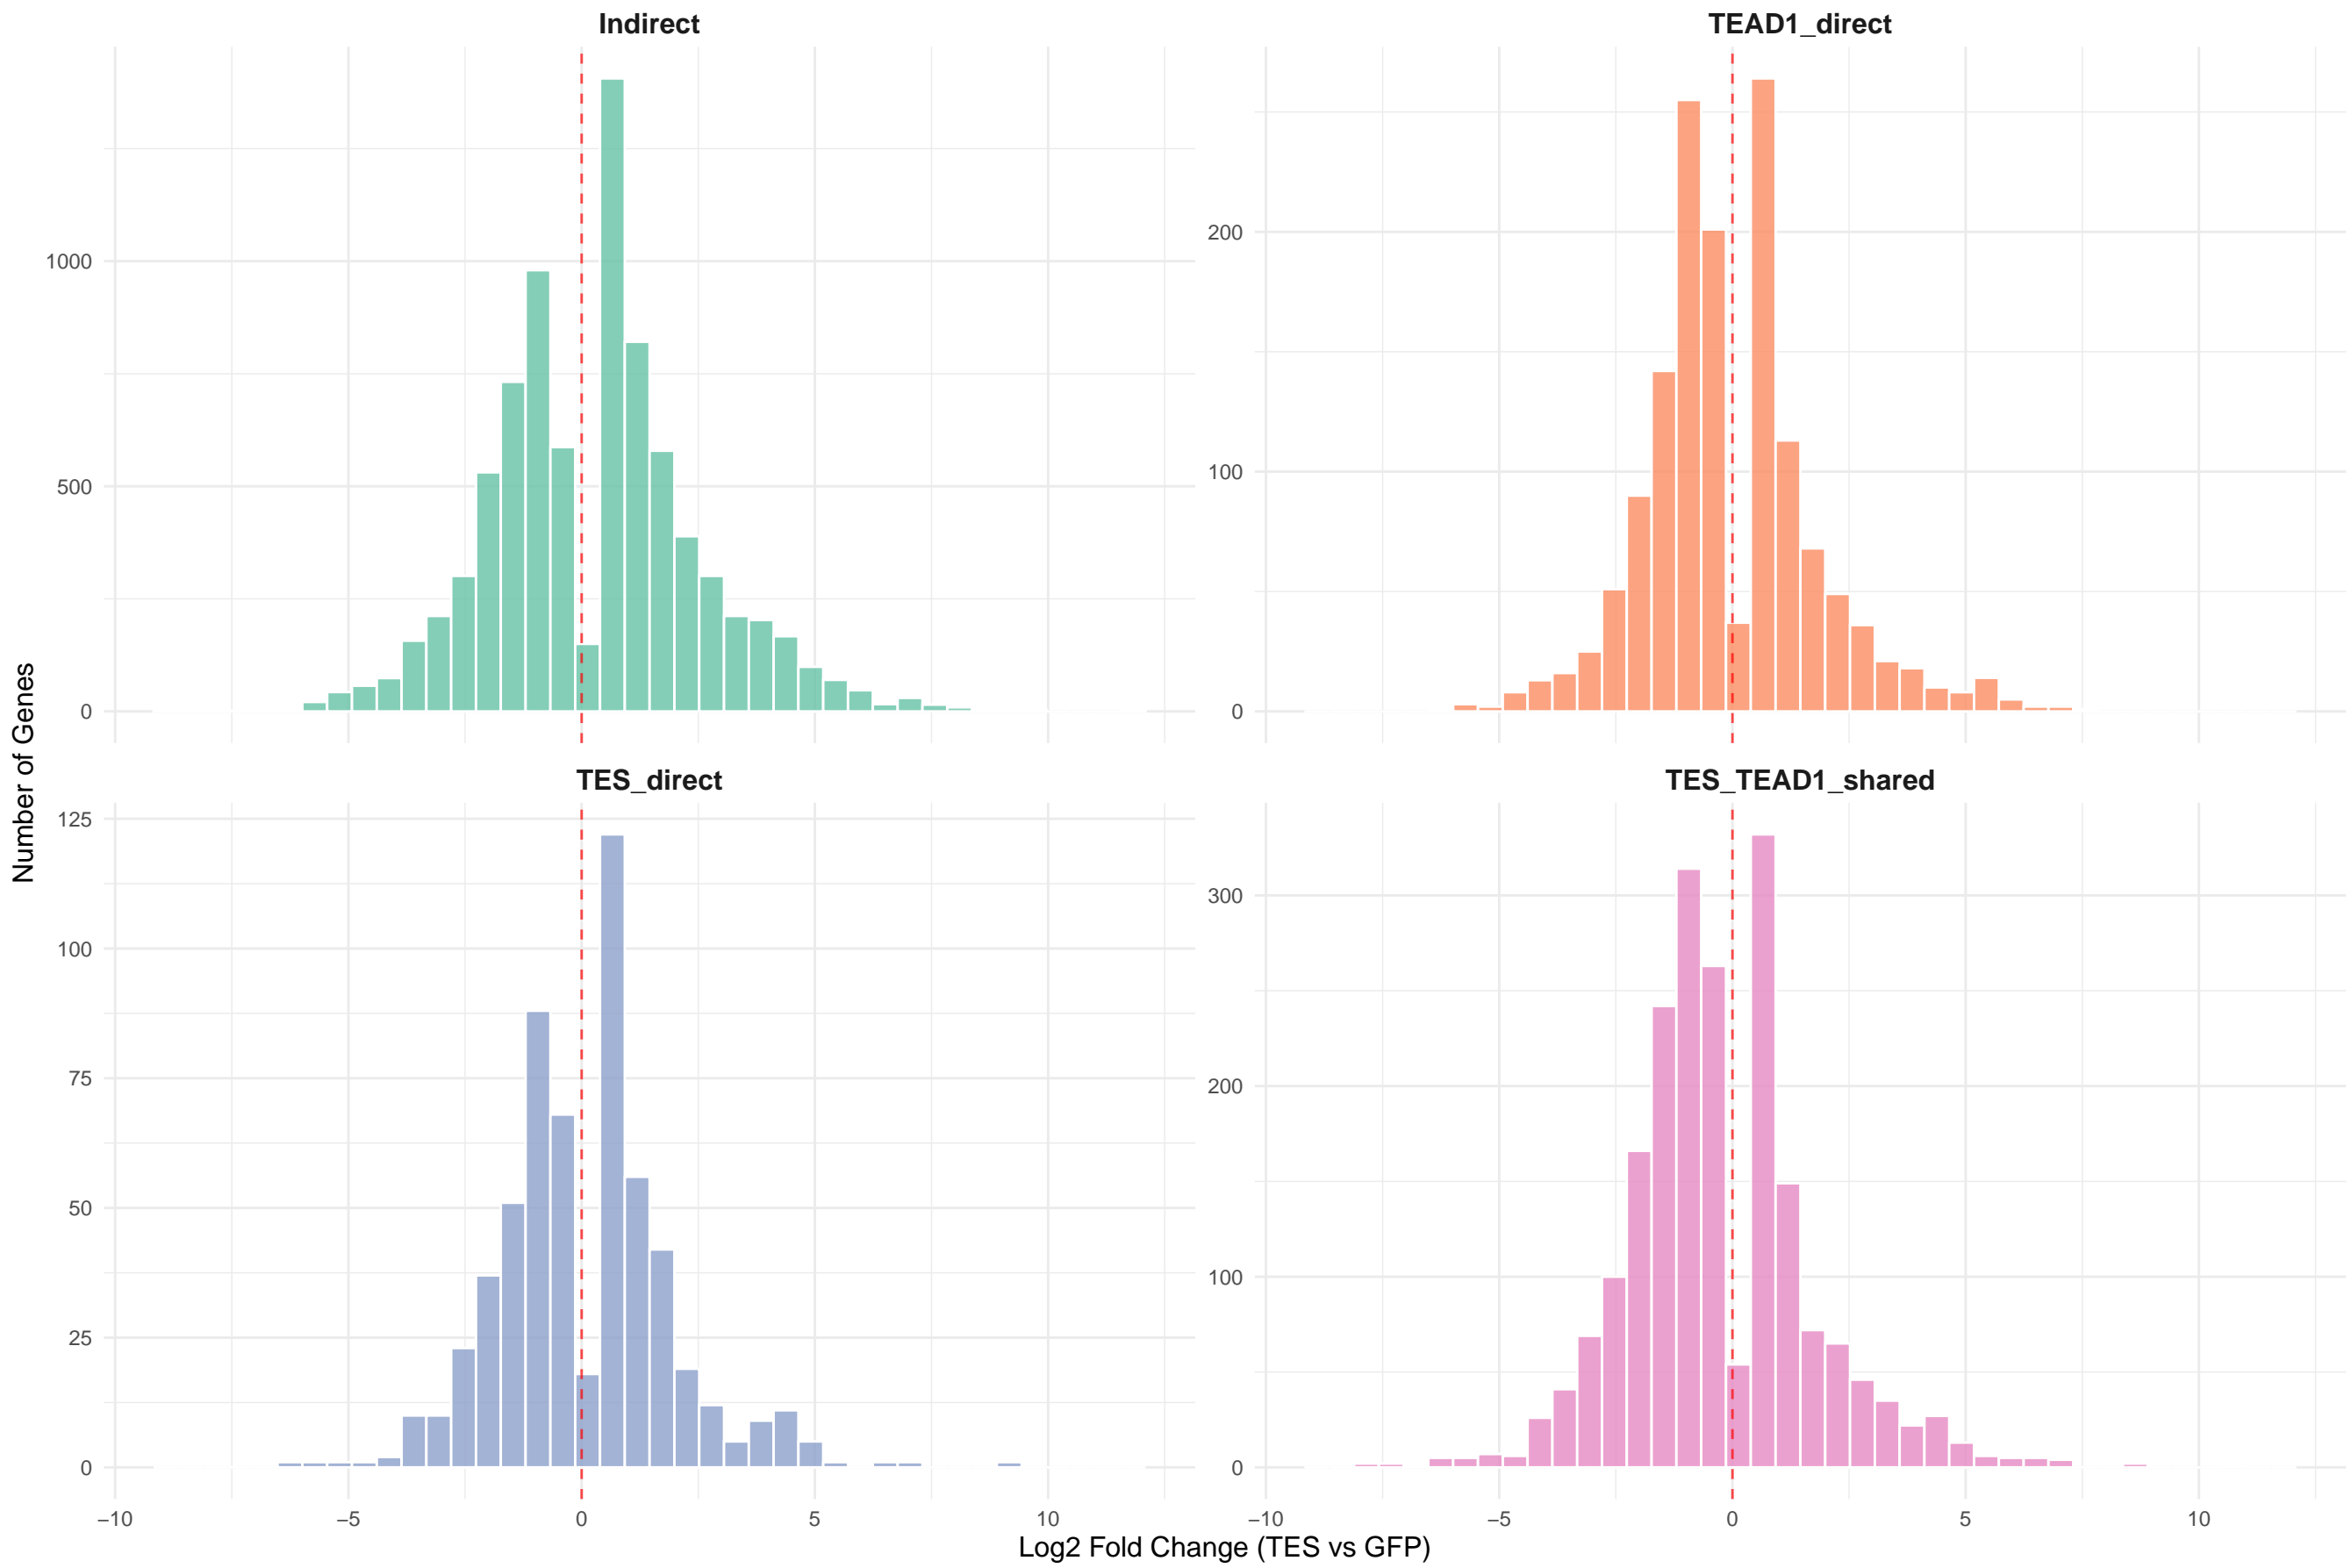 Indirect
TEAD1_direct
1000
500
0
200
100
0
TES_direct
TES_TEAD1_shared
125
100
75
50
25
0
300
200
100
0
−10 −5 0 5 10
−10 −5 0 5 10
Log2 Fold Change (TES vs GFP)
Number of Genes